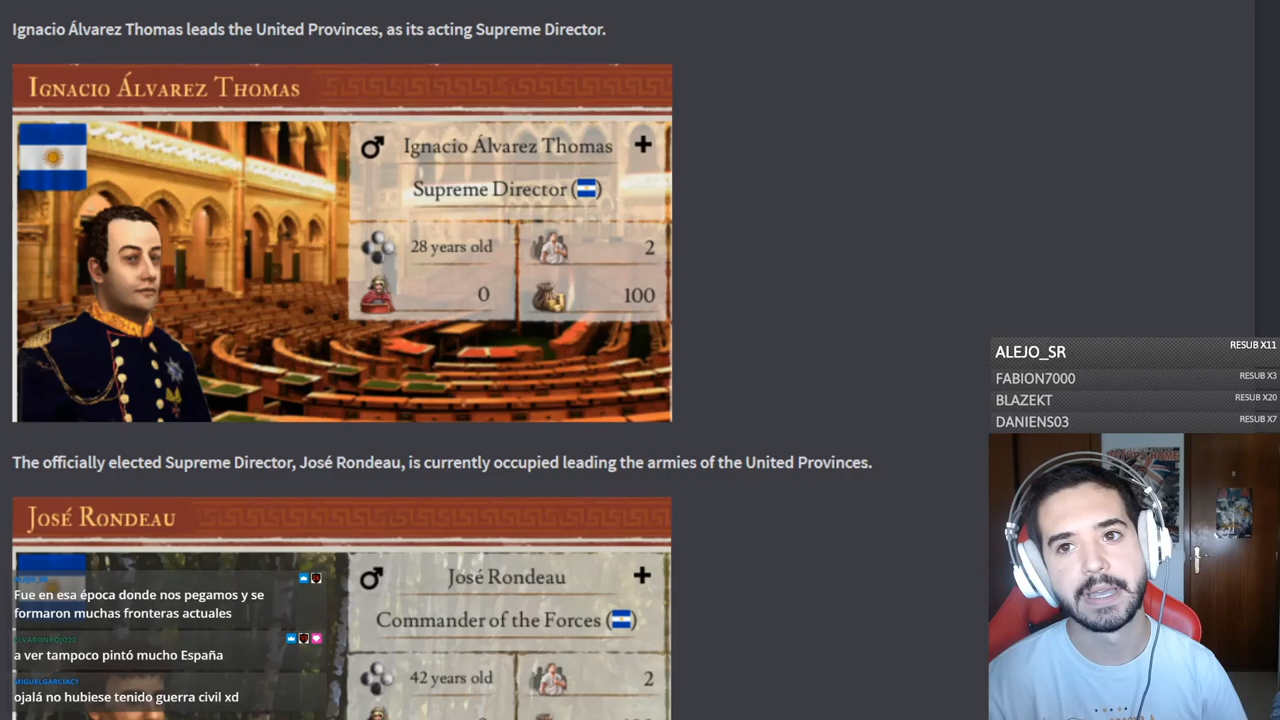 Ignacio Álvarez Thomas leads the United Provinces, as its acting Supreme Director.
IGNACIO ÁLVAREZ THOMAS
Ignacio Álvarez Thomas
Supreme Director ( )
28 years old
2
0
100
The officially elected Supreme Director, José Rondeau, is currently occupied leading the armies of the United Provinces.
JOSÉ RONDEAU
José Rondeau
Commander of the Forces ( )
42 years old
2
Fue en esa época donde nos pegamos y se
formaron muchas fronteras actuales
a ver tampoco pintó mucho España
MIGUELGARCIACY
ojalá no hubiese tenido guerra civil xd
ALEJO_SR
RESUB X11
FABION7000
RESUB X3
BLAZEKT
RESUB X20
DANIENS03
RESUB X7